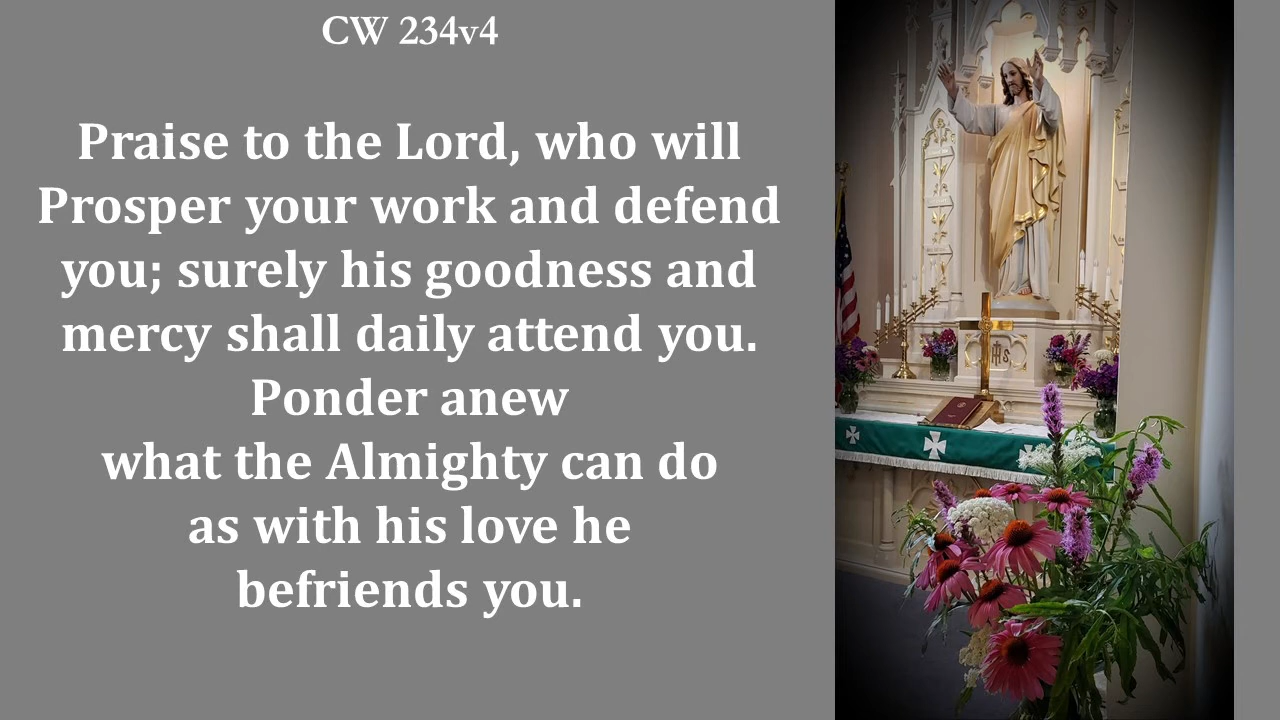 CW 234v4
Praise to the Lord, who will
Prosper your work and defend
you; surely his goodness and
mercy shall daily attend you.
Ponder anew
what the Almighty can do
as with his love he
befriends you.
IHS